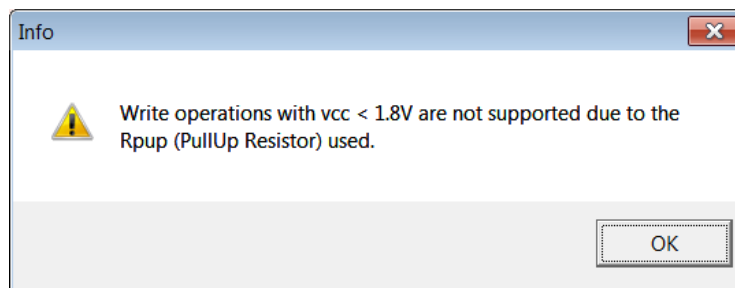 Info
Write operations with vcc < 1.8V are not supported due to the
Rpup (PullUp Resistor) used.
OK